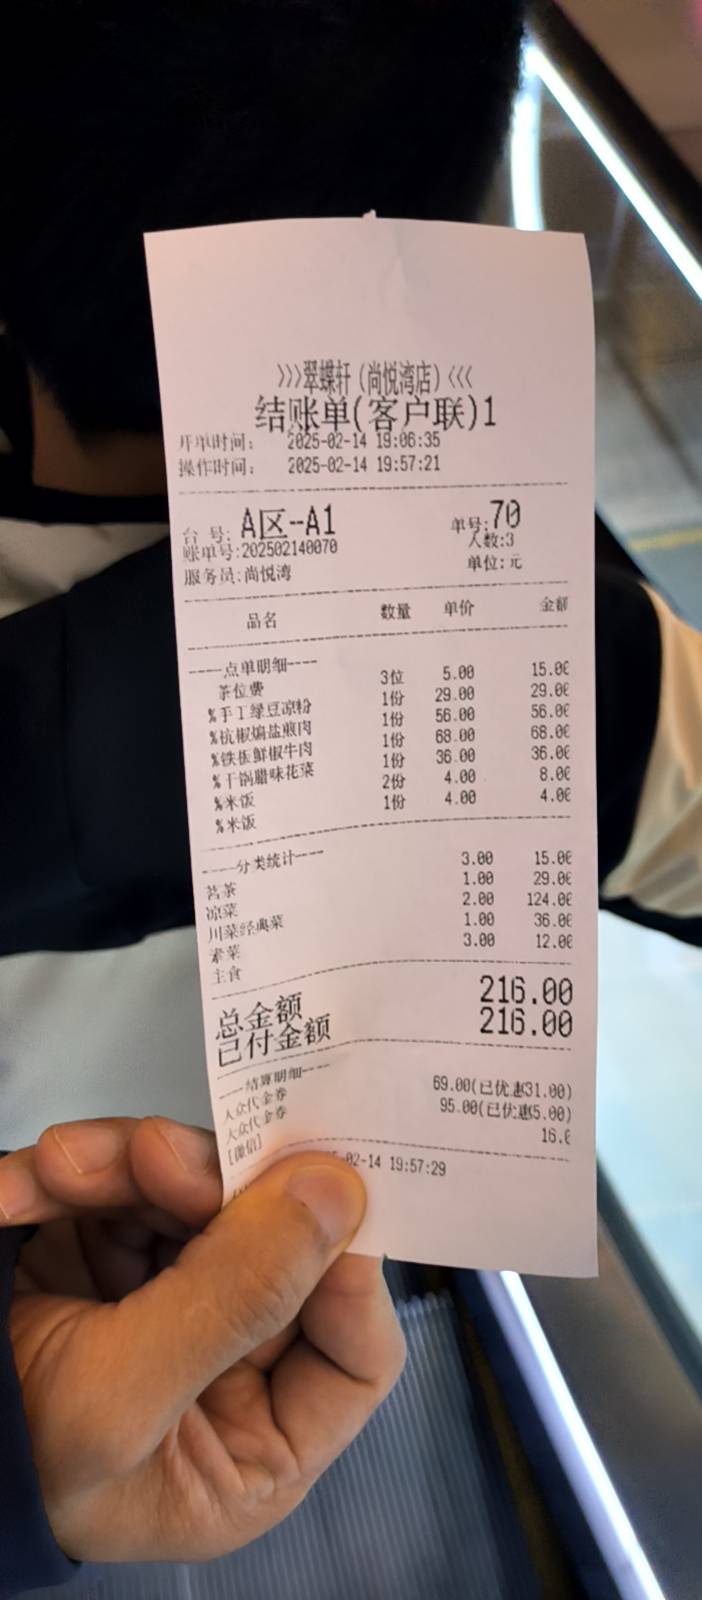 >>>翠蝶轩(尚悦湾店)<<<
结账单(客户联)1
开单时间: 2025-02-14 19:06:35
操作时间: 2025-02-14 19:57:21
台 号: A区-A1 单号:70
账单号:202502140070 人数:3
服务员:尚悦湾 单位:元
品名 数量 单价 金额
----点单明细----
茶位费 3位 5.00 15.00
%手工绿豆凉粉 1份 29.00 29.00
%杭椒焗盐煎肉 1份 56.00 56.00
%铁板鲜椒牛肉 1份 68.00 68.00
%干锅腊味花菜 1份 36.00 36.00
%米饭 2份 4.00 8.00
%米饭 1份 4.00 4.00
----分类统计----
茗茶 3.00 15.00
凉菜 1.00 29.00
川菜经典菜 2.00 124.00
素菜 1.00 36.00
主食 3.00 12.00
总金额 216.00
已付金额 216.00
----结算明细----
大众代金券 69.00(已优惠31.00)
大众代金券 95.00(已优惠5.00)
[微信] 16.0
02-14 19:57:29